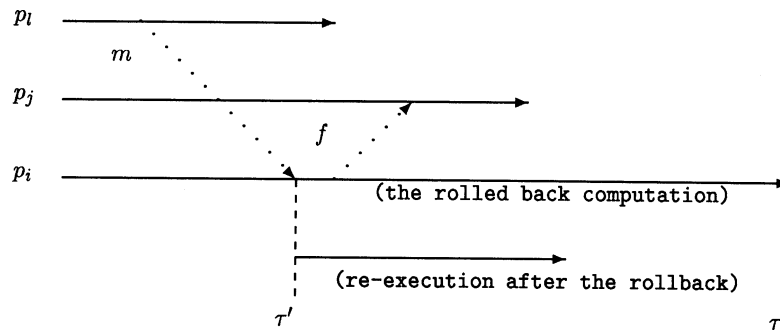 p_l
m
p_j
f
p_i
(the rolled back computation)
(re-execution after the rollback)
τ′ τ